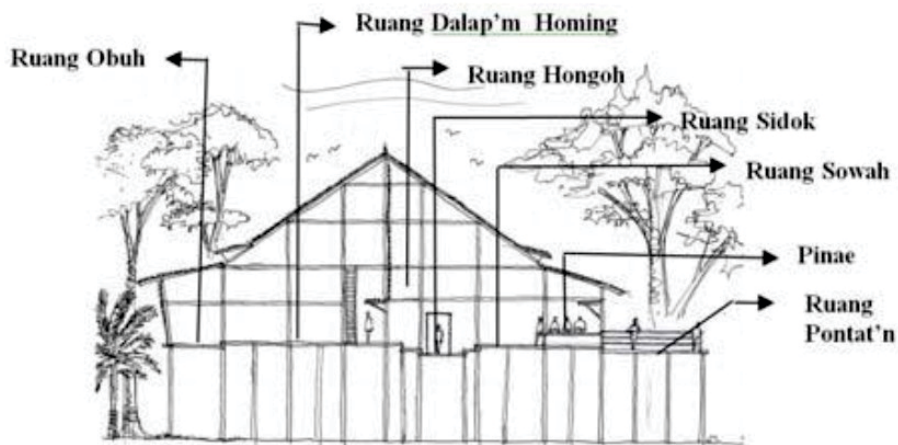 Ruang Dalap’m Homing
Ruang Obuh
Ruang Hongoh
Ruang Sidok
Ruang Sowah
Pinae
Ruang
Pontat’n